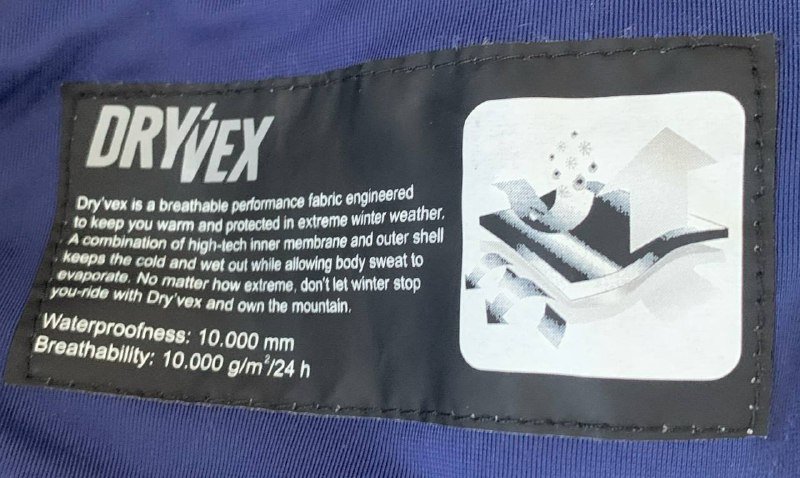 DRY'VEX
Dry'vex is a breathable performance fabric engineered
to keep you warm and protected in extreme winter weather.
A combination of high-tech inner membrane and outer shell
keeps the cold and wet out while allowing body sweat to
evaporate. No matter how extreme, don't let winter stop
you-ride with Dry'vex and own the mountain.
Waterproofness: 10.000 mm
Breathability: 10.000 g/m²/24 h